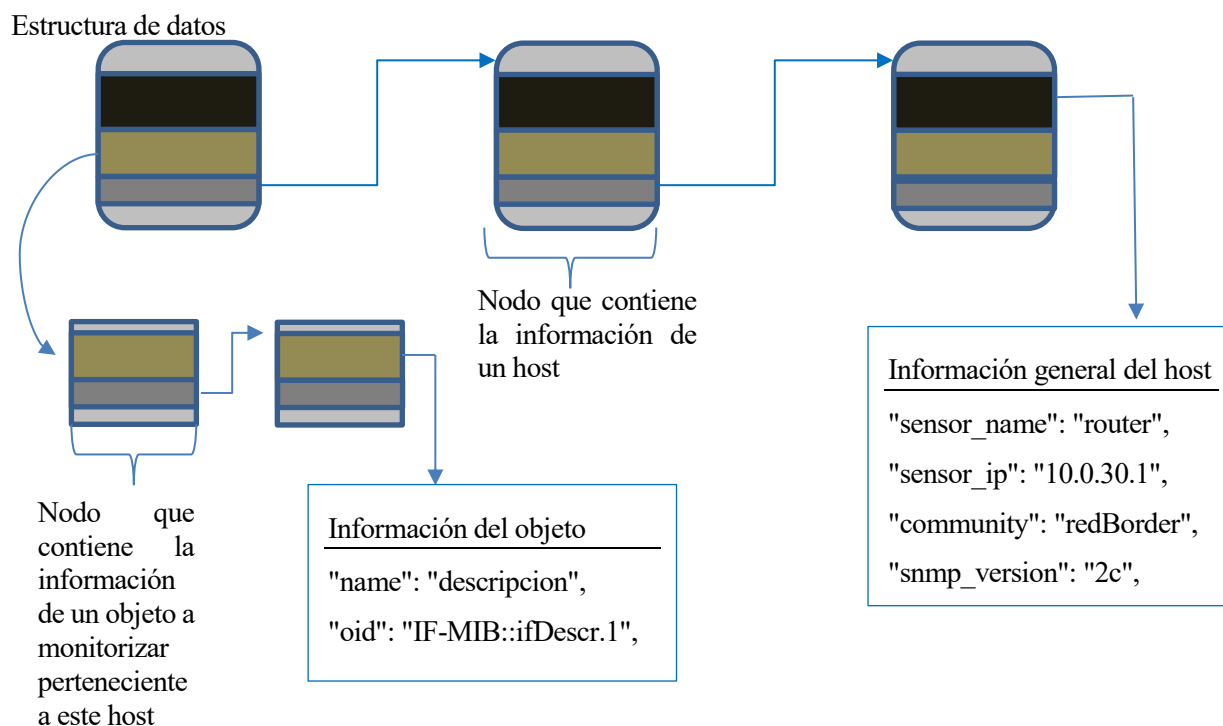 Estructura de datos
Nodo que contiene
la información de
un host
Información general del host
"sensor_name": "router",
"sensor_ip": "10.0.30.1",
"community": "redBorder",
"snmp_version": "2c",
Nodo que
contiene la
información
de un objeto a
monitorizar
perteneciente
a este host
Información del objeto
"name": "descripcion",
"oid": "IF-MIB::ifDescr.1",